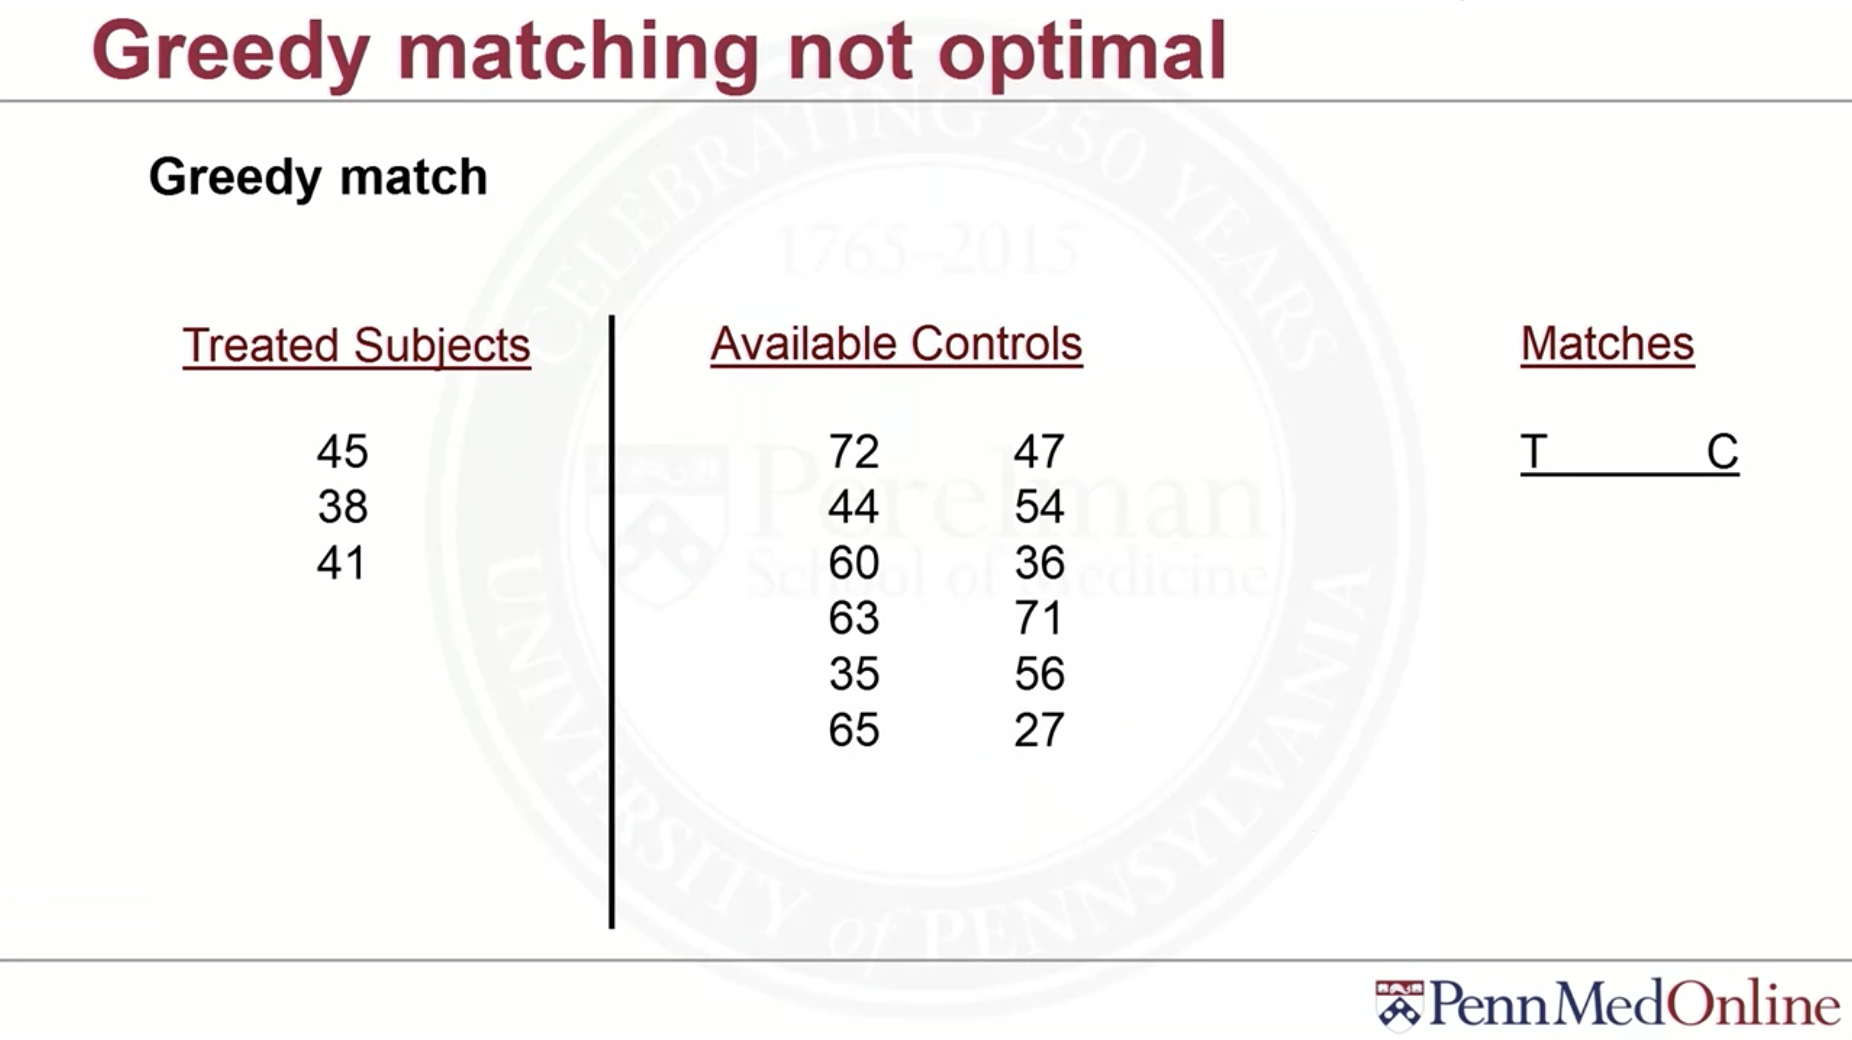 Greedy matching not optimal
Greedy match
Treated Subjects Available Controls Matches
45 72 47 T C
38 44 54
41 60 36
63 71
35 56
65 27
CELEBRATING 250 YEARS
1765–2015
Perelman
School of Medicine
UNIVERSITY of PENNSYLVANIA
PennMedOnline